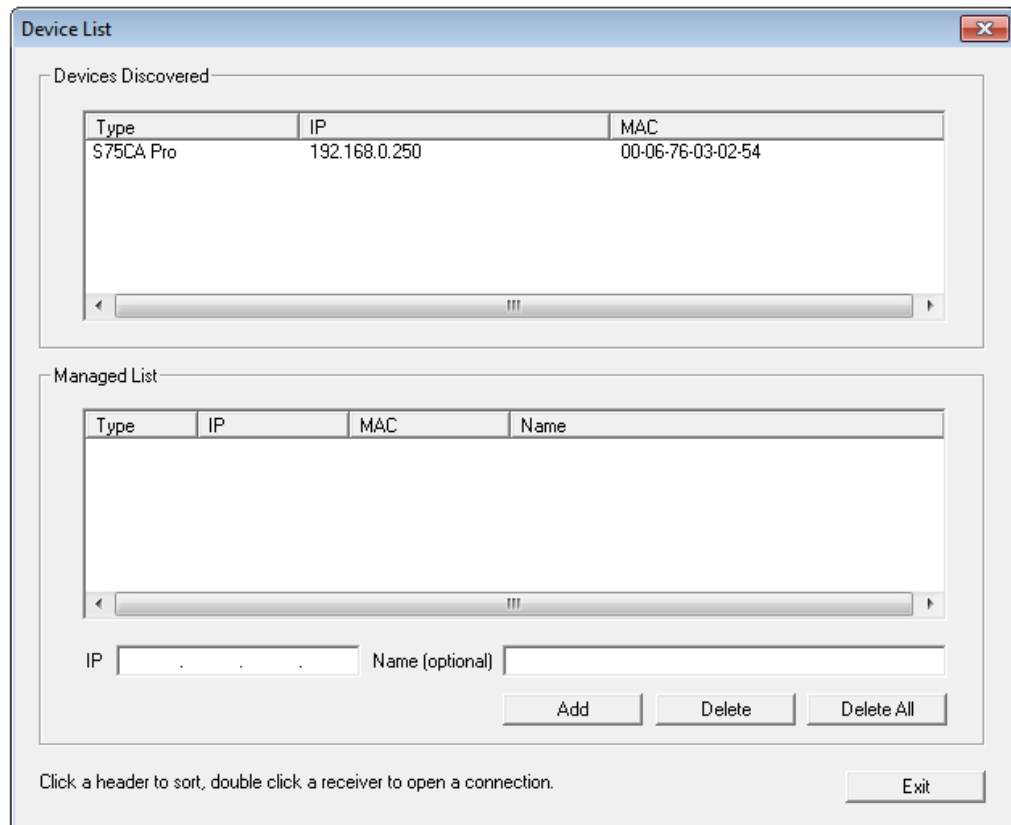 Device List
Devices Discovered
Type IP MAC
S75CA Pro 192.168.0.250 00-06-76-03-02-54
Managed List
Type IP MAC Name
IP . . . Name (optional)
Add Delete Delete All
Click a header to sort, double click a receiver to open a connection.
Exit